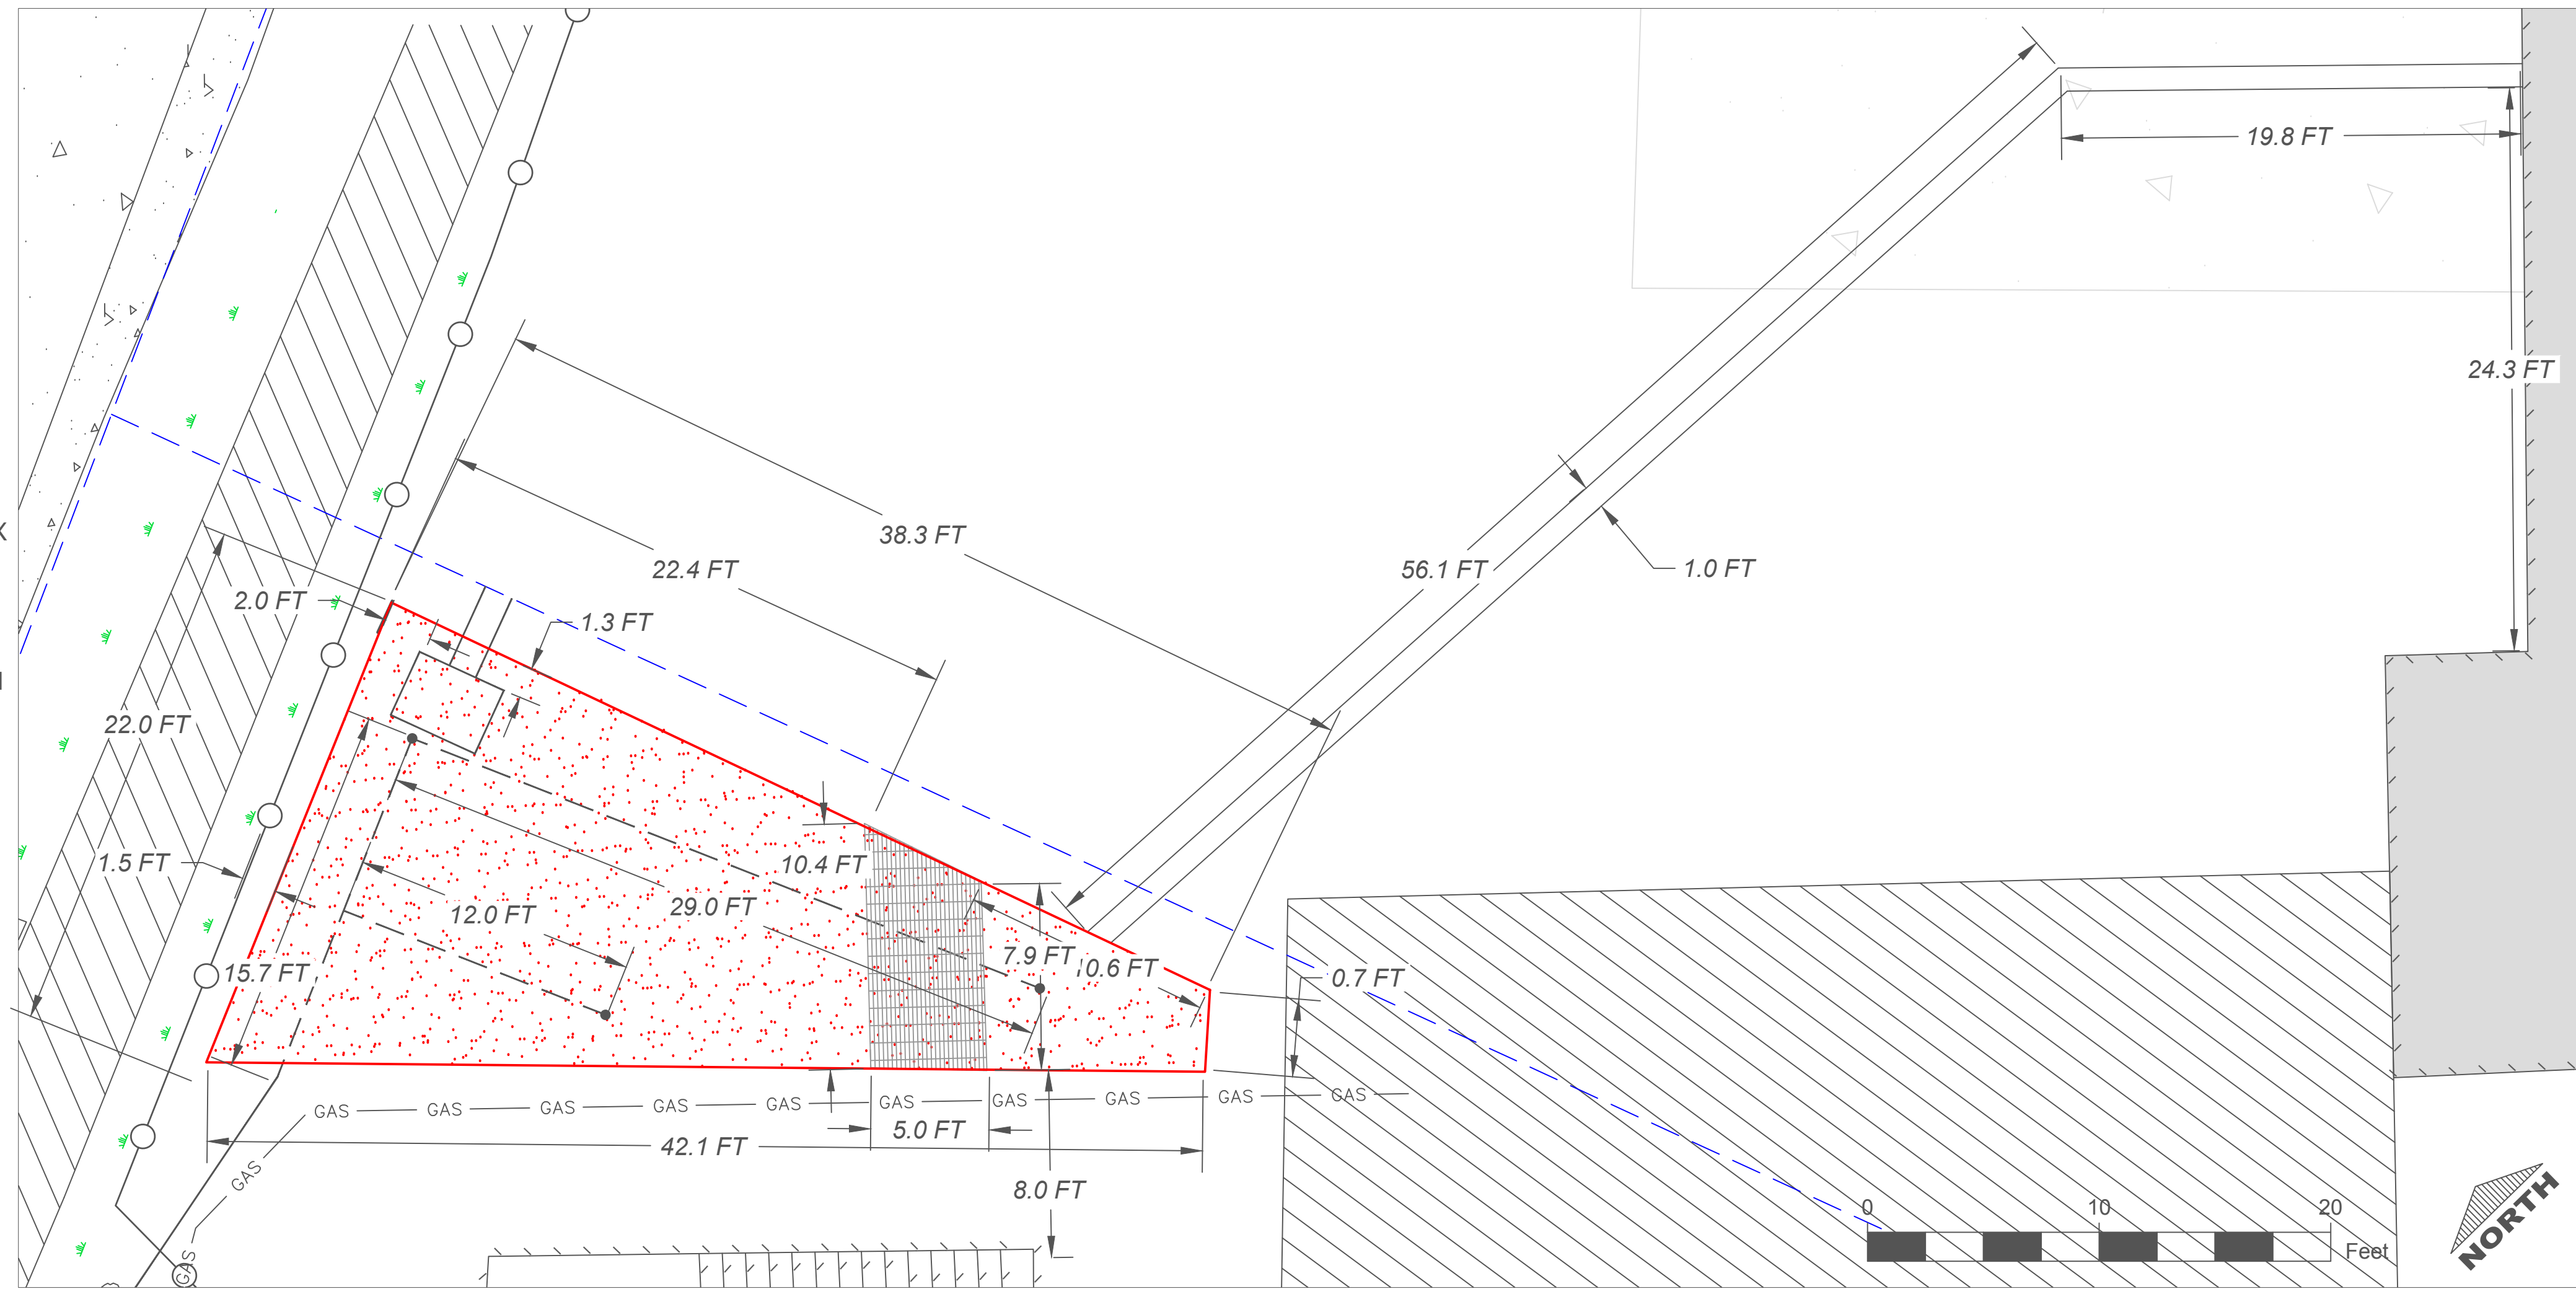 19.8 FT
24.3 FT
X
38.3 FT
22.4 FT
56.1 FT
1.0 FT
2.0 FT
1.3 FT
22.0 FT
10.4 FT
1.5 FT
12.0 FT
29.0 FT
7.9 FT
0.6 FT
15.7 FT
0.7 FT
GAS GAS GAS GAS GAS GAS GAS GAS GAS GAS
5.0 FT
42.1 FT
GAS
8.0 FT
GAS
0 10 20
Feet
NORTH